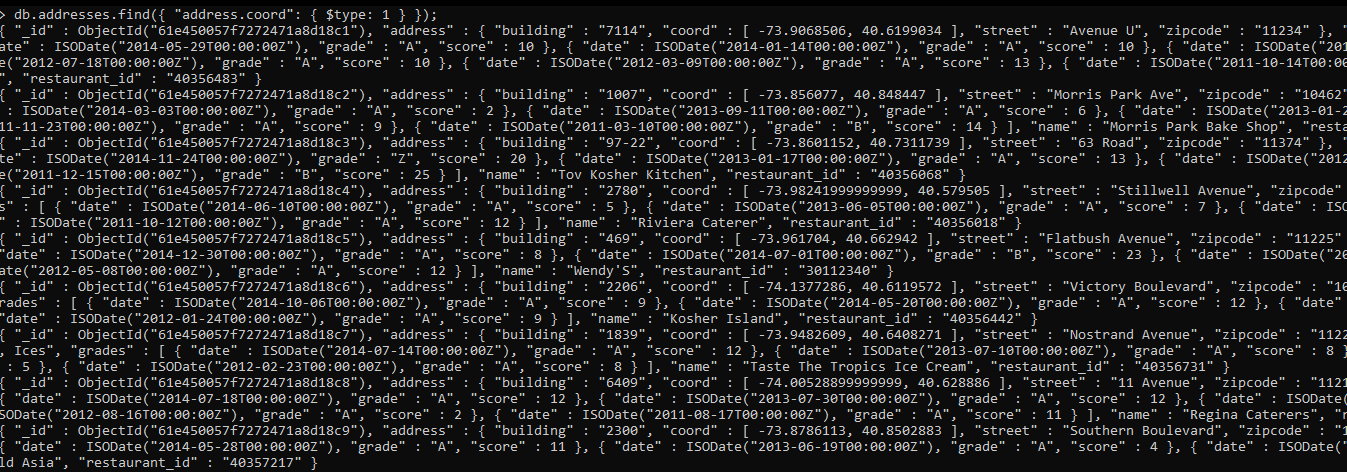 > db.addresses.find({ "address.coord": { $type: 1 } });
{ "_id" : ObjectId("61e450057f7272471a8d18c1"), "address" : { "building" : "7114", "coord" : [ -73.9068506, 40.6199034 ], "street" : "Avenue U", "zipcode" : "11234" },
ate" : ISODate("2014-05-29T00:00:00Z"), "grade" : "A", "score" : 10 }, { "date" : ISODate("2014-01-14T00:00:00Z"), "grade" : "A", "score" : 10 }, { "date" : ISODate("201
e("2012-07-18T00:00:00Z"), "grade" : "A", "score" : 10 }, { "date" : ISODate("2012-03-09T00:00:00Z"), "grade" : "A", "score" : 13 }, { "date" : ISODate("2011-10-14T00:00
", "restaurant_id" : "40356483" }
{ "_id" : ObjectId("61e450057f7272471a8d18c2"), "address" : { "building" : "1007", "coord" : [ -73.856077, 40.848447 ], "street" : "Morris Park Ave", "zipcode" : "10462"
: ISODate("2014-03-03T00:00:00Z"), "grade" : "A", "score" : 2 }, { "date" : ISODate("2013-09-11T00:00:00Z"), "grade" : "A", "score" : 6 }, { "date" : ISODate("2013-01-2
11-11-23T00:00:00Z"), "grade" : "A", "score" : 9 }, { "date" : ISODate("2011-03-10T00:00:00Z"), "grade" : "B", "score" : 14 } ], "name" : "Morris Park Bake Shop", "resta
{ "_id" : ObjectId("61e450057f7272471a8d18c3"), "address" : { "building" : "97-22", "coord" : [ -73.8601152, 40.7311739 ], "street" : "63 Road", "zipcode" : "11374" },
te" : ISODate("2014-11-24T00:00:00Z"), "grade" : "Z", "score" : 20 }, { "date" : ISODate("2013-01-17T00:00:00Z"), "grade" : "A", "score" : 13 }, { "date" : ISODate("2012
2011-12-15T00:00:00Z"), "grade" : "B", "score" : 25 } ], "name" : "Tov Kosher Kitchen", "restaurant_id" : "40356068" }
{ "_id" : ObjectId("61e450057f7272471a8d18c4"), "address" : { "building" : "2780", "coord" : [ -73.98241999999999, 40.579505 ], "street" : "Stillwell Avenue", "zipcode"
s" : [ { "date" : ISODate("2014-06-10T00:00:00Z"), "grade" : "A", "score" : 5 }, { "date" : ISODate("2013-06-05T00:00:00Z"), "grade" : "A", "score" : 7 }, { "date" : ISO
" : ISODate("2011-10-12T00:00:00Z"), "grade" : "A", "score" : 12 } ], "name" : "Riviera Caterer", "restaurant_id" : "40356018" }
{ "_id" : ObjectId("61e450057f7272471a8d18c5"), "address" : { "building" : "469", "coord" : [ -73.961704, 40.662942 ], "street" : "Flatbush Avenue", "zipcode" : "11225"
"date" : ISODate("2014-12-30T00:00:00Z"), "grade" : "A", "score" : 8 }, { "date" : ISODate("2014-07-01T00:00:00Z"), "grade" : "B", "score" : 23 }, { "date" : ISODate("2
ate("2012-05-08T00:00:00Z"), "grade" : "A", "score" : 12 } ], "name" : "Wendy'S", "restaurant_id" : "30112340" }
{ "_id" : ObjectId("61e450057f7272471a8d18c6"), "address" : { "building" : "2206", "coord" : [ -74.1377286, 40.6119572 ], "street" : "Victory Boulevard", "zipcode" : "10
rades" : [ { "date" : ISODate("2014-10-06T00:00:00Z"), "grade" : "A", "score" : 9 }, { "date" : ISODate("2014-05-20T00:00:00Z"), "grade" : "A", "score" : 12 }, { "date" :
"date" : ISODate("2012-01-24T00:00:00Z"), "grade" : "A", "score" : 9 } ], "name" : "Kosher Island", "restaurant_id" : "40356442" }
{ "_id" : ObjectId("61e450057f7272471a8d18c7"), "address" : { "building" : "1839", "coord" : [ -73.9482609, 40.6408271 ], "street" : "Nostrand Avenue", "zipcode" : "1122
, Ices", "grades" : [ { "date" : ISODate("2014-07-14T00:00:00Z"), "grade" : "A", "score" : 12 }, { "date" : ISODate("2013-07-10T00:00:00Z"), "grade" : "A", "score" : 8 }
: 5 }, { "date" : ISODate("2012-02-23T00:00:00Z"), "grade" : "A", "score" : 8 } ], "name" : "Taste The Tropics Ice Cream", "restaurant_id" : "40356731" }
{ "_id" : ObjectId("61e450057f7272471a8d18c8"), "address" : { "building" : "6409", "coord" : [ -74.00528899999999, 40.628886 ], "street" : "11 Avenue", "zipcode" : "1121
"date" : ISODate("2014-07-18T00:00:00Z"), "grade" : "A", "score" : 12 }, { "date" : ISODate("2013-07-30T00:00:00Z"), "grade" : "A", "score" : 12 }, { "date" : ISODate("2
SODate("2012-08-16T00:00:00Z"), "grade" : "A", "score" : 2 }, { "date" : ISODate("2011-08-17T00:00:00Z"), "grade" : "A", "score" : 11 } ], "name" : "Regina Caterers", "r
{ "_id" : ObjectId("61e450057f7272471a8d18c9"), "address" : { "building" : "2300", "coord" : [ -73.8786113, 40.8502883 ], "street" : "Southern Boulevard", "zipcode" : "1
"date" : ISODate("2014-05-28T00:00:00Z"), "grade" : "A", "score" : 11 }, { "date" : ISODate("2013-06-19T00:00:00Z"), "grade" : "A", "score" : 4 }, { "date" : ISODate("
ld Asia", "restaurant_id" : "40357217" }